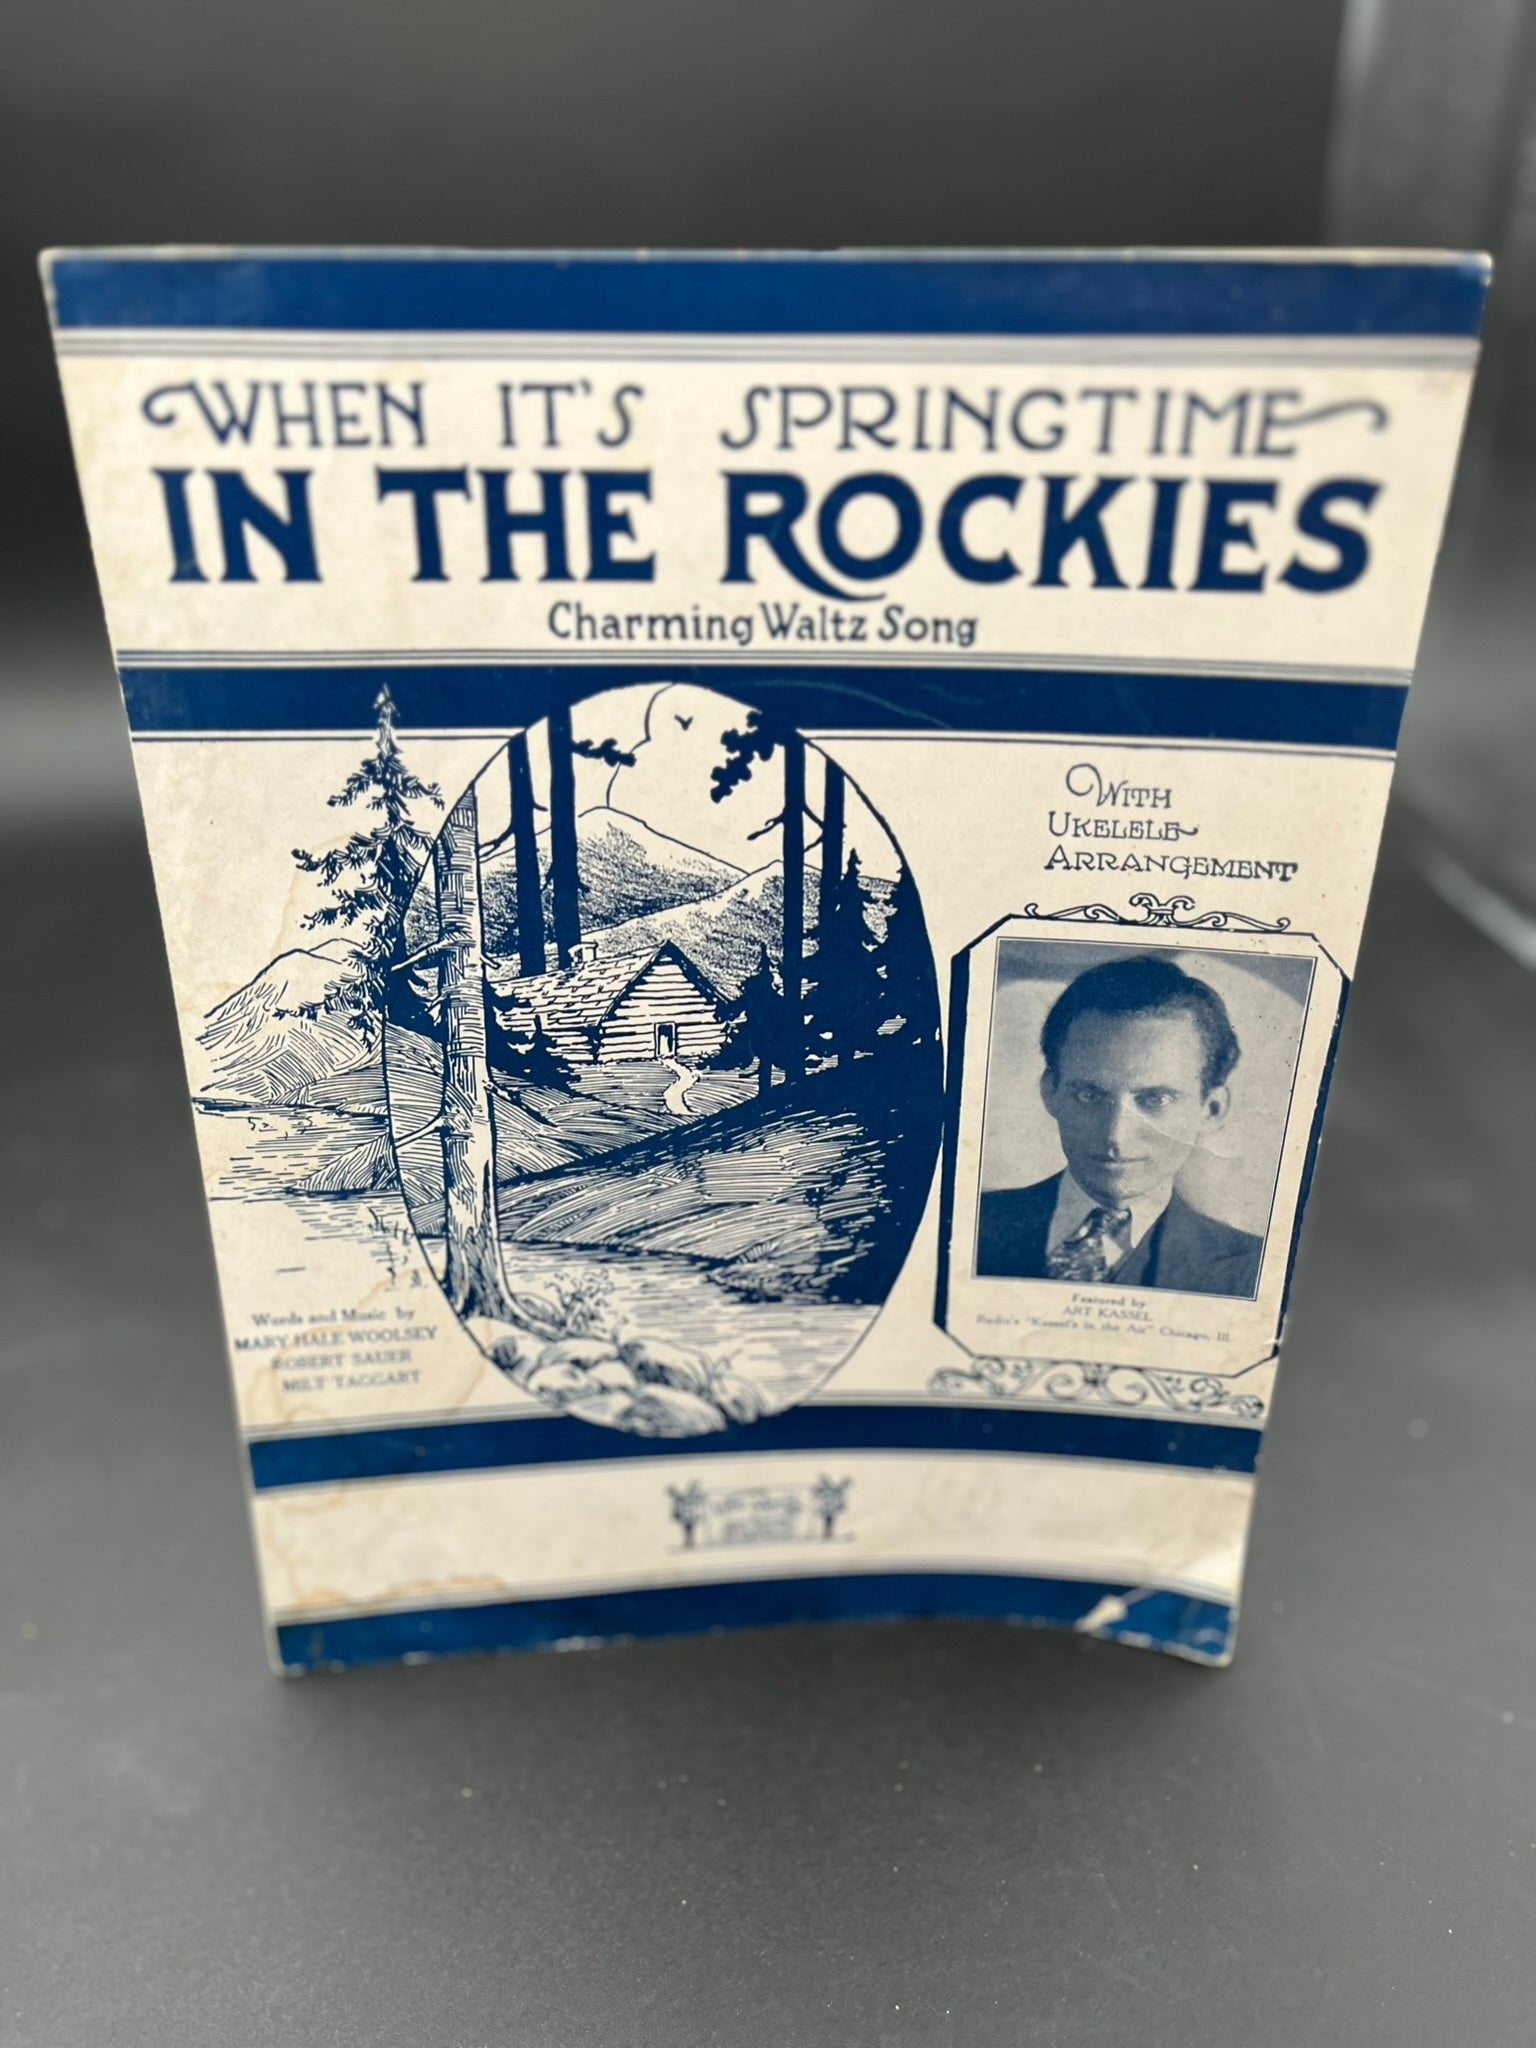 WHEN IT'S SPRINGTIME
IN THE ROCKIES
Charming Waltz Song
WITH
UKELELE
ARRANGEMENT
Featured by
ART KASSEL
Radio's "Kassel's in the Air" Chicago, Ill.
Words and Music by
MARY HALE WOOLSEY
ROBERT SAUER
MILT TAGGART